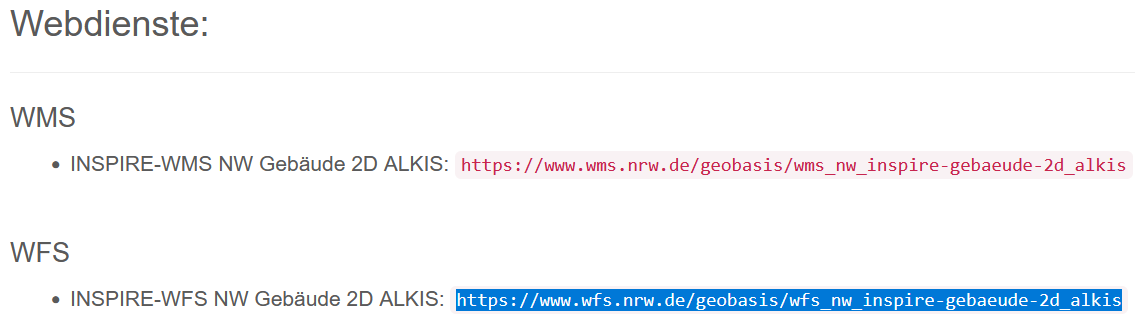 Webdienste:
WMS
• INSPIRE-WMS NW Gebäude 2D ALKIS: https://www.wms.nrw.de/geobasis/wms_nw_inspire-gebaeude-2d_alkis
WFS
• INSPIRE-WFS NW Gebäude 2D ALKIS: https://www.wfs.nrw.de/geobasis/wfs_nw_inspire-gebaeude-2d_alkis